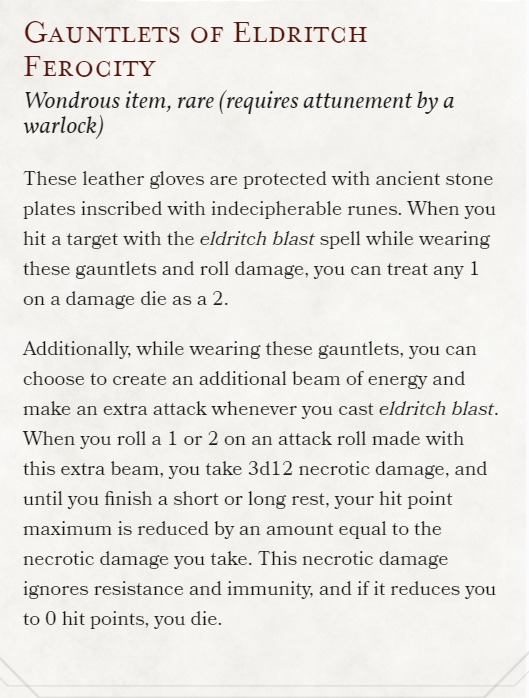 Gauntlets of Eldritch
Ferocity
Wondrous item, rare (requires attunement by a
warlock)
These leather gloves are protected with ancient stone
plates inscribed with indecipherable runes. When you
hit a target with the eldritch blast spell while wearing
these gauntlets and roll damage, you can treat any 1
on a damage die as a 2.
Additionally, while wearing these gauntlets, you can
choose to create an additional beam of energy and
make an extra attack whenever you cast eldritch blast.
When you roll a 1 or 2 on an attack roll made with
this extra beam, you take 3d12 necrotic damage, and
until you finish a short or long rest, your hit point
maximum is reduced by an amount equal to the
necrotic damage you take. This necrotic damage
ignores resistance and immunity, and if it reduces you
to 0 hit points, you die.